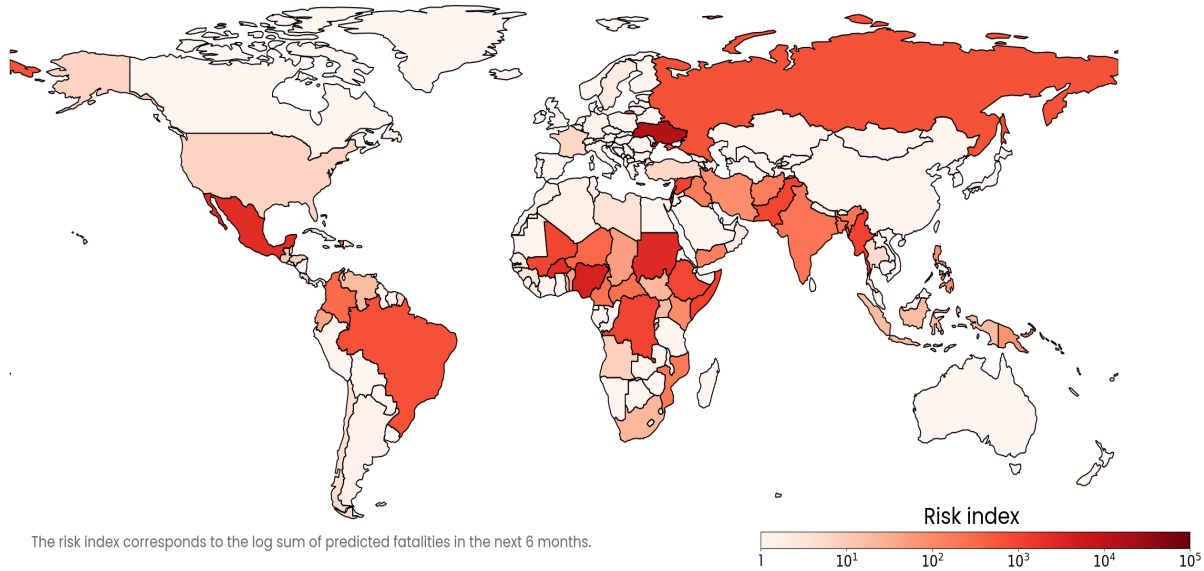 Risk index
The risk index corresponds to the log sum of predicted fatalities in the next 6 months.
1 10¹ 10² 10³ 10⁴ 10⁵